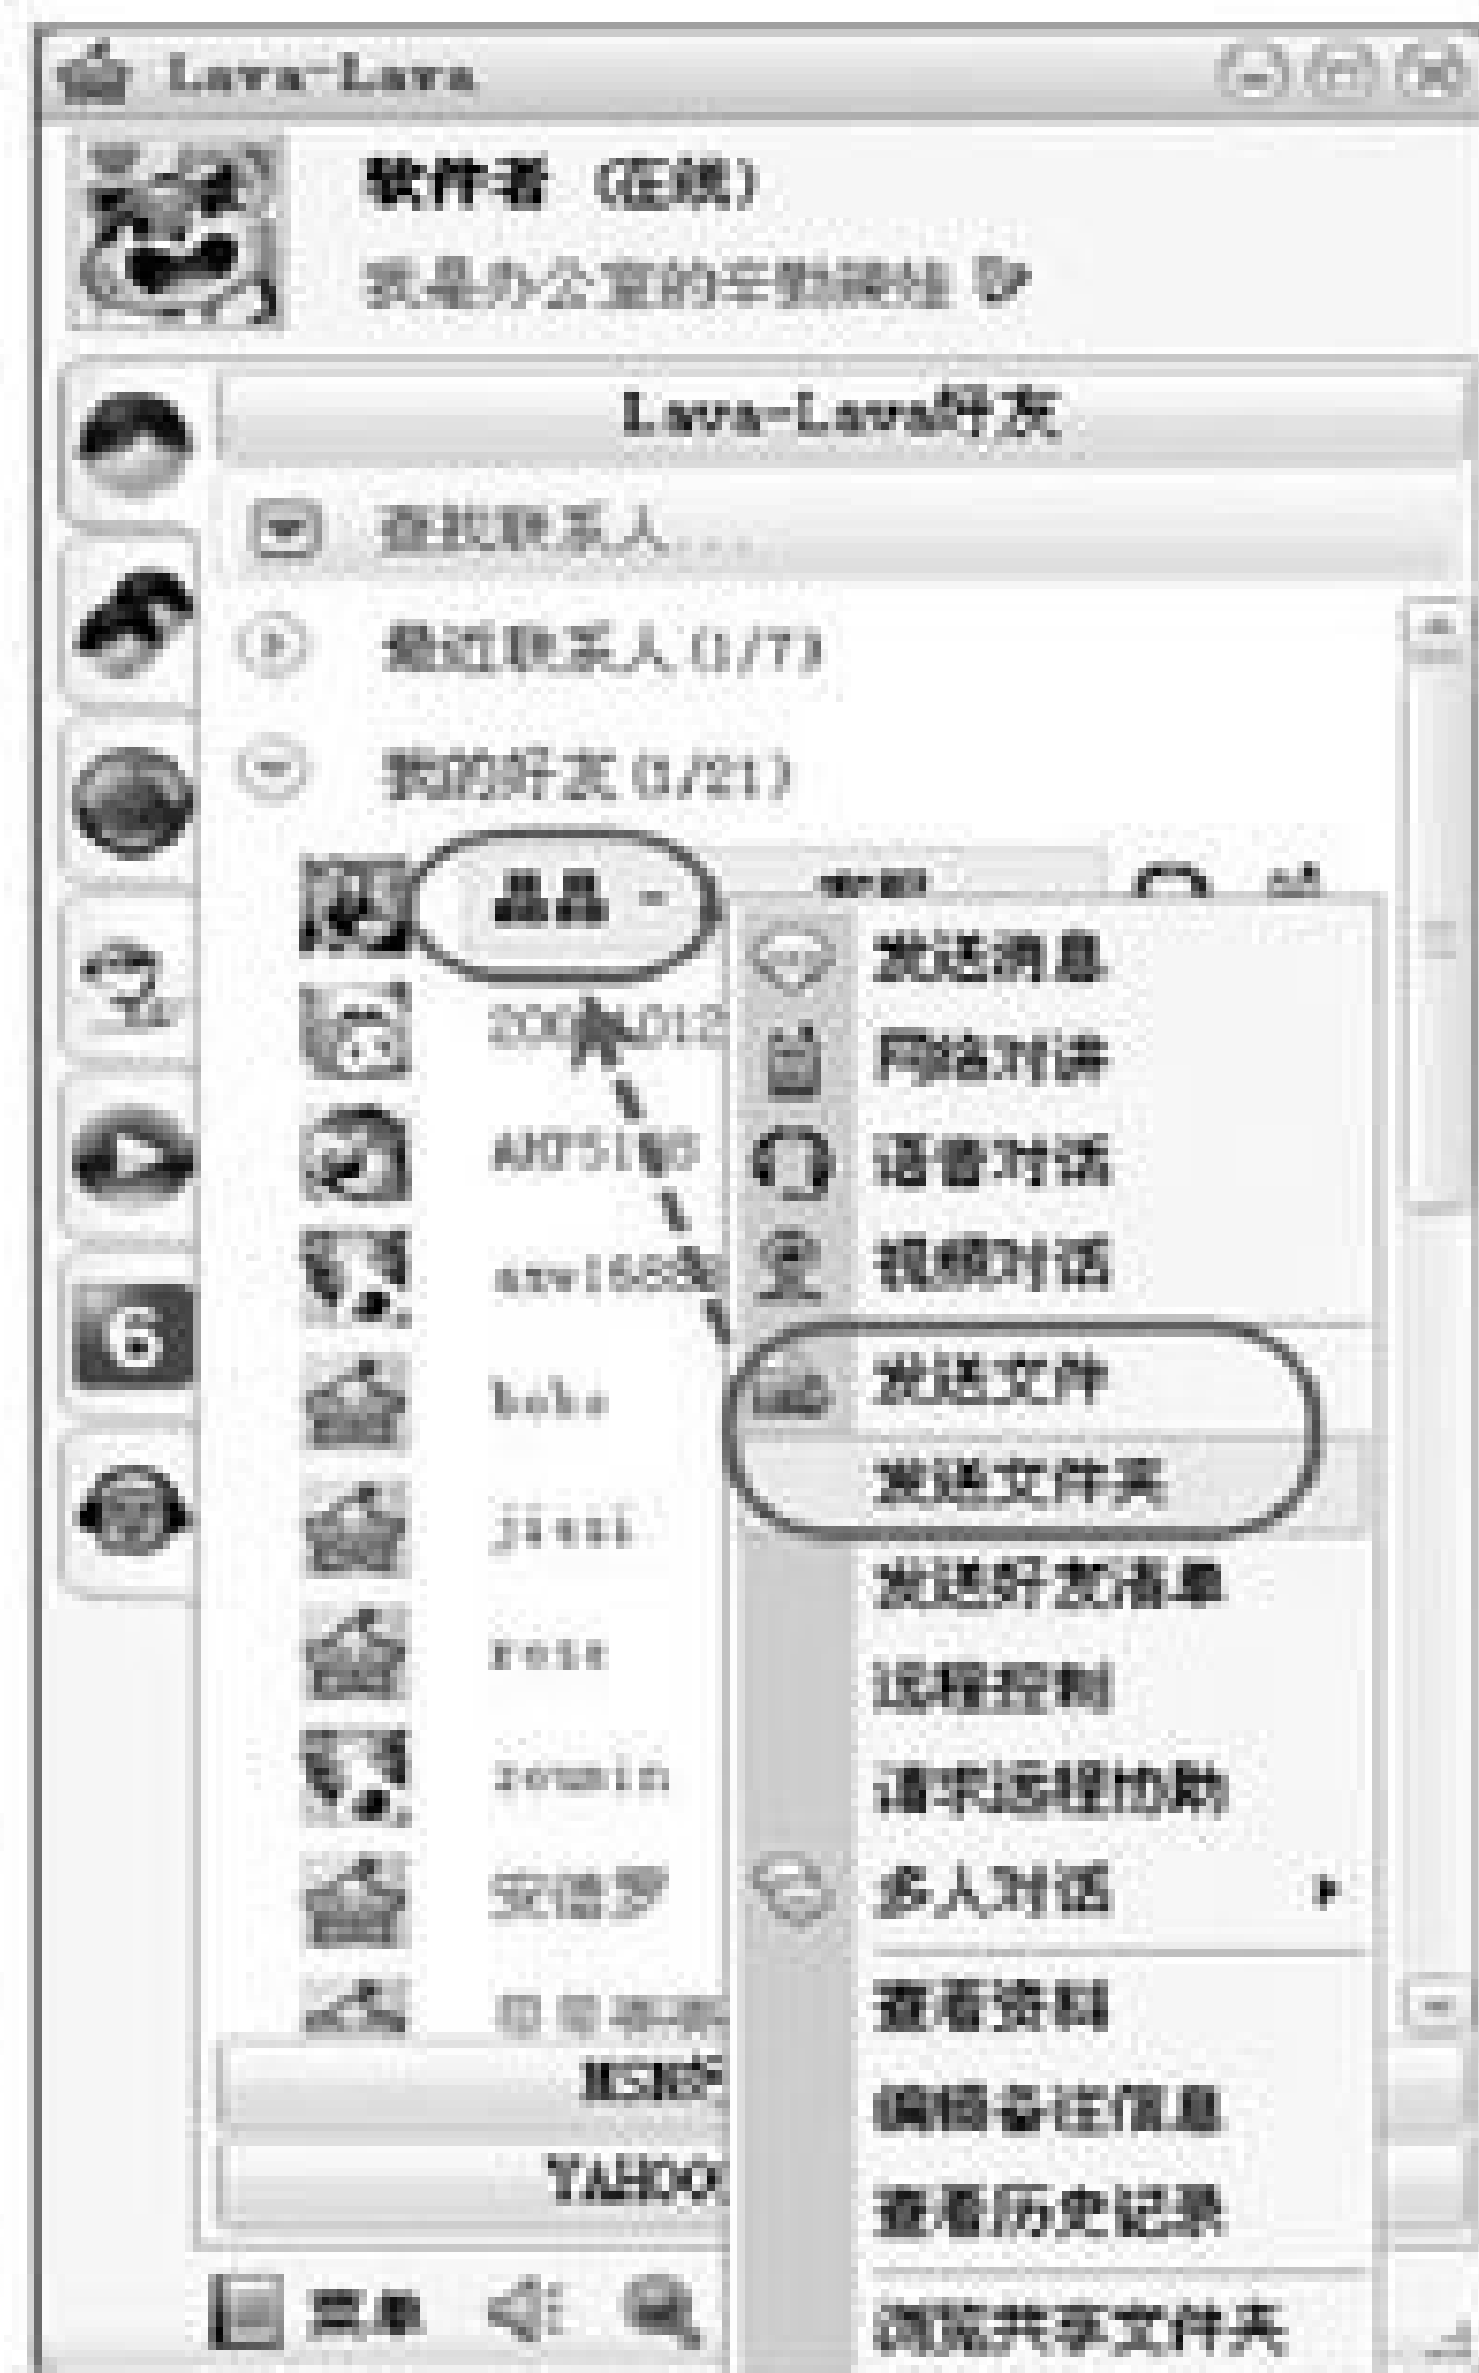 Lava-Lava
软件者 (在线)
我是办公室的
Lava-Lava好友
查找联系人...
最近联系人(1/7)
我的好友(1/21)
晶晶
发送消息
网络对讲
语音对话
视频对话
boho
发送文件
发送文件夹
发送好友清单
rose
远程控制
zoumin
请求远程协助
安德罗
多人对话
查看资料
MSN
编辑备注信息
YAHOO
查看历史记录
菜单
浏览共享文件夹